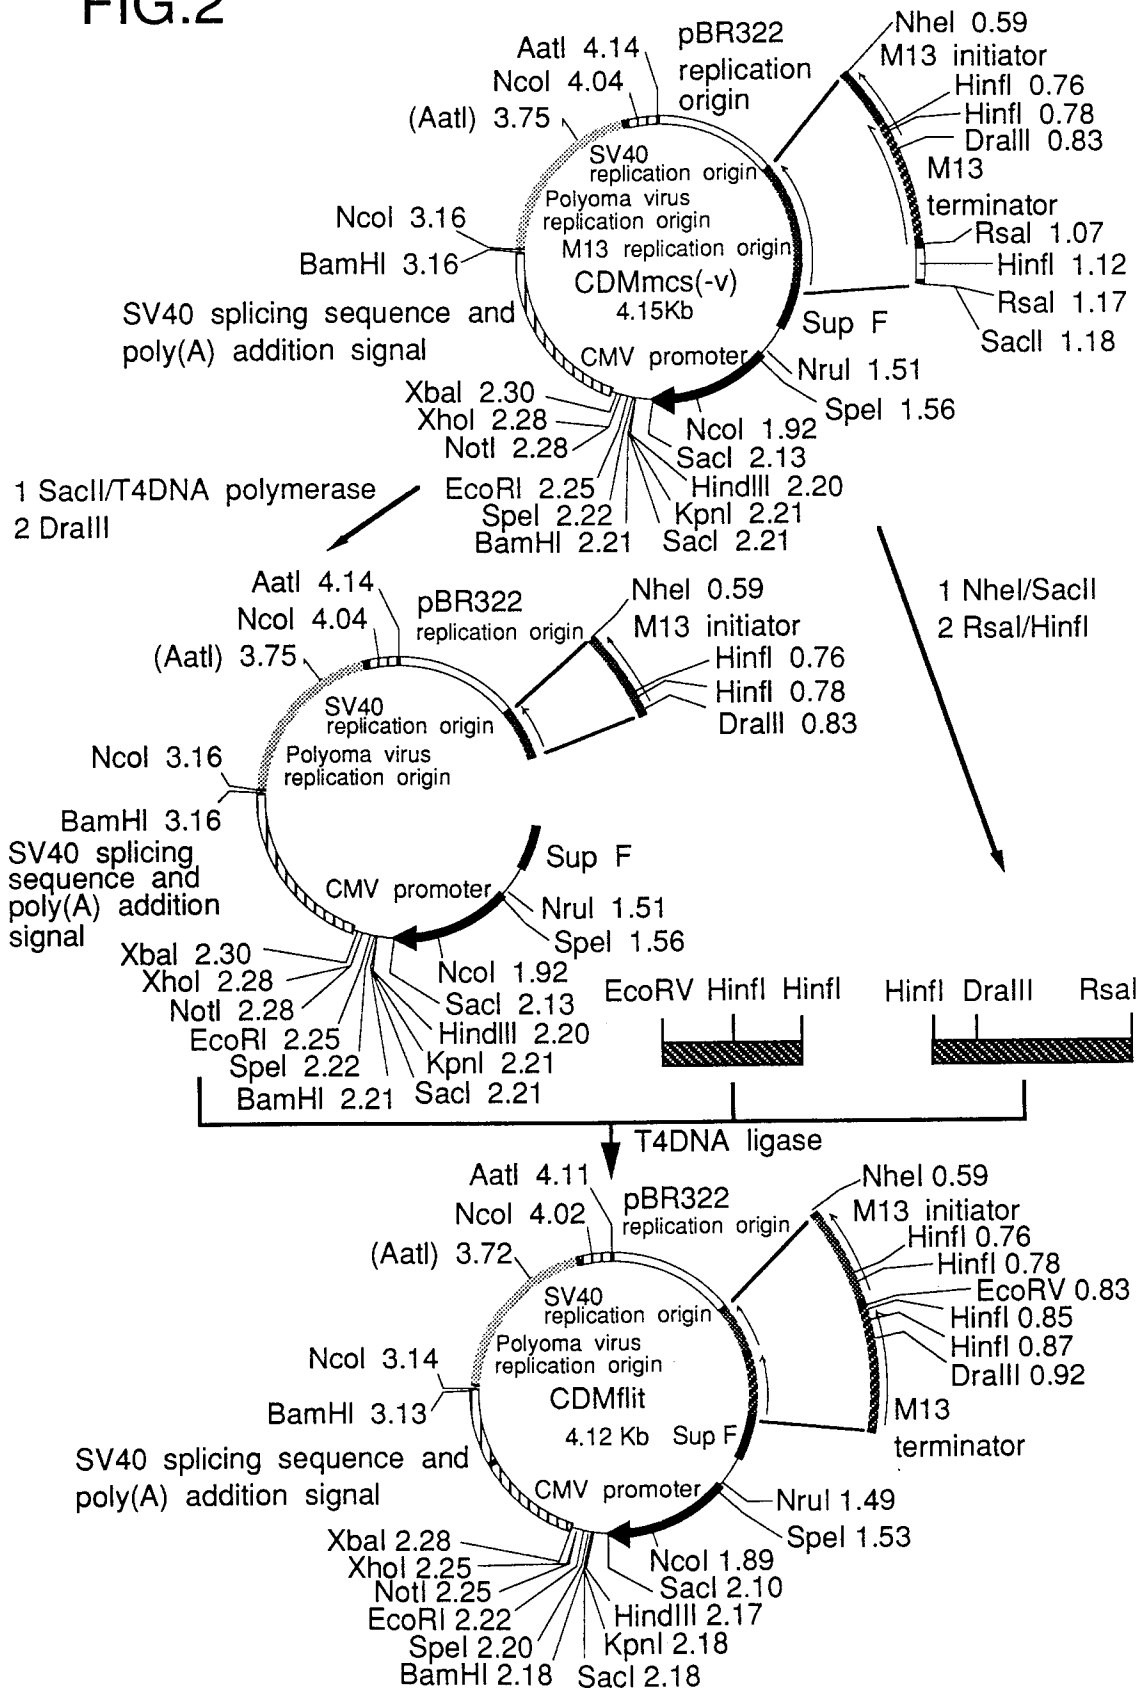 FIG.2
AatI 4.14
NcoI 4.04
(AatI) 3.75
pBR322
replication
origin
NheI 0.59
M13 initiator
HinfI 0.76
HinfI 0.78
DraIII 0.83
M13
terminator
RsaI 1.07
HinfI 1.12
RsaI 1.17
SacII 1.18
SV40
replication origin
Polyoma virus
replication origin
M13 replication origin
CDMmcs(-v)
4.15Kb
NcoI 3.16
BamHI 3.16
SV40 splicing sequence and
poly(A) addition signal
Sup F
CMV promoter
NruI 1.51
SpeI 1.56
XbaI 2.30
XhoI 2.28
NotI 2.28
EcoRI 2.25
SpeI 2.22
BamHI 2.21
NcoI 1.92
SacI 2.13
HindIII 2.20
KpnI 2.21
SacI 2.21
1 SacII/T4DNA polymerase
2 DraIII
1 NheI/SacII
2 RsaI/HinfI
AatI 4.14
NcoI 4.04
(AatI) 3.75
pBR322
replication origin
NheI 0.59
M13 initiator
HinfI 0.76
HinfI 0.78
DraIII 0.83
SV40
replication origin
Polyoma virus
replication origin
NcoI 3.16
BamHI 3.16
SV40 splicing
sequence and
poly(A) addition
signal
Sup F
CMV promoter
NruI 1.51
SpeI 1.56
XbaI 2.30
XhoI 2.28
NotI 2.28
EcoRI 2.25
SpeI 2.22
BamHI 2.21
NcoI 1.92
SacI 2.13
HindIII 2.20
KpnI 2.21
SacI 2.21
EcoRV HinfI HinfI
HinfI DraIII RsaI
T4DNA ligase
AatI 4.11
NcoI 4.02
(AatI) 3.72
pBR322
replication origin
NheI 0.59
M13 initiator
HinfI 0.76
HinfI 0.78
EcoRV 0.83
HinfI 0.85
HinfI 0.87
DraIII 0.92
M13
terminator
SV40
replication origin
Polyoma virus
replication origin
CDMflit
4.12 Kb
Sup F
NcoI 3.14
BamHI 3.13
SV40 splicing sequence and
poly(A) addition signal
CMV promoter
NruI 1.49
SpeI 1.53
XbaI 2.28
XhoI 2.25
NotI 2.25
EcoRI 2.22
SpeI 2.20
BamHI 2.18
NcoI 1.89
SacI 2.10
HindIII 2.17
KpnI 2.18
SacI 2.18